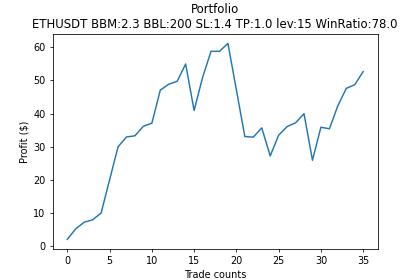 Portfolio
ETHUSDT BBM:2.3 BBL:200 SL:1.4 TP:1.0 lev:15 WinRatio:78.0
60
50
40
30
20
10
0
Profit ($)
0 5 10 15 20 25 30 35
Trade counts